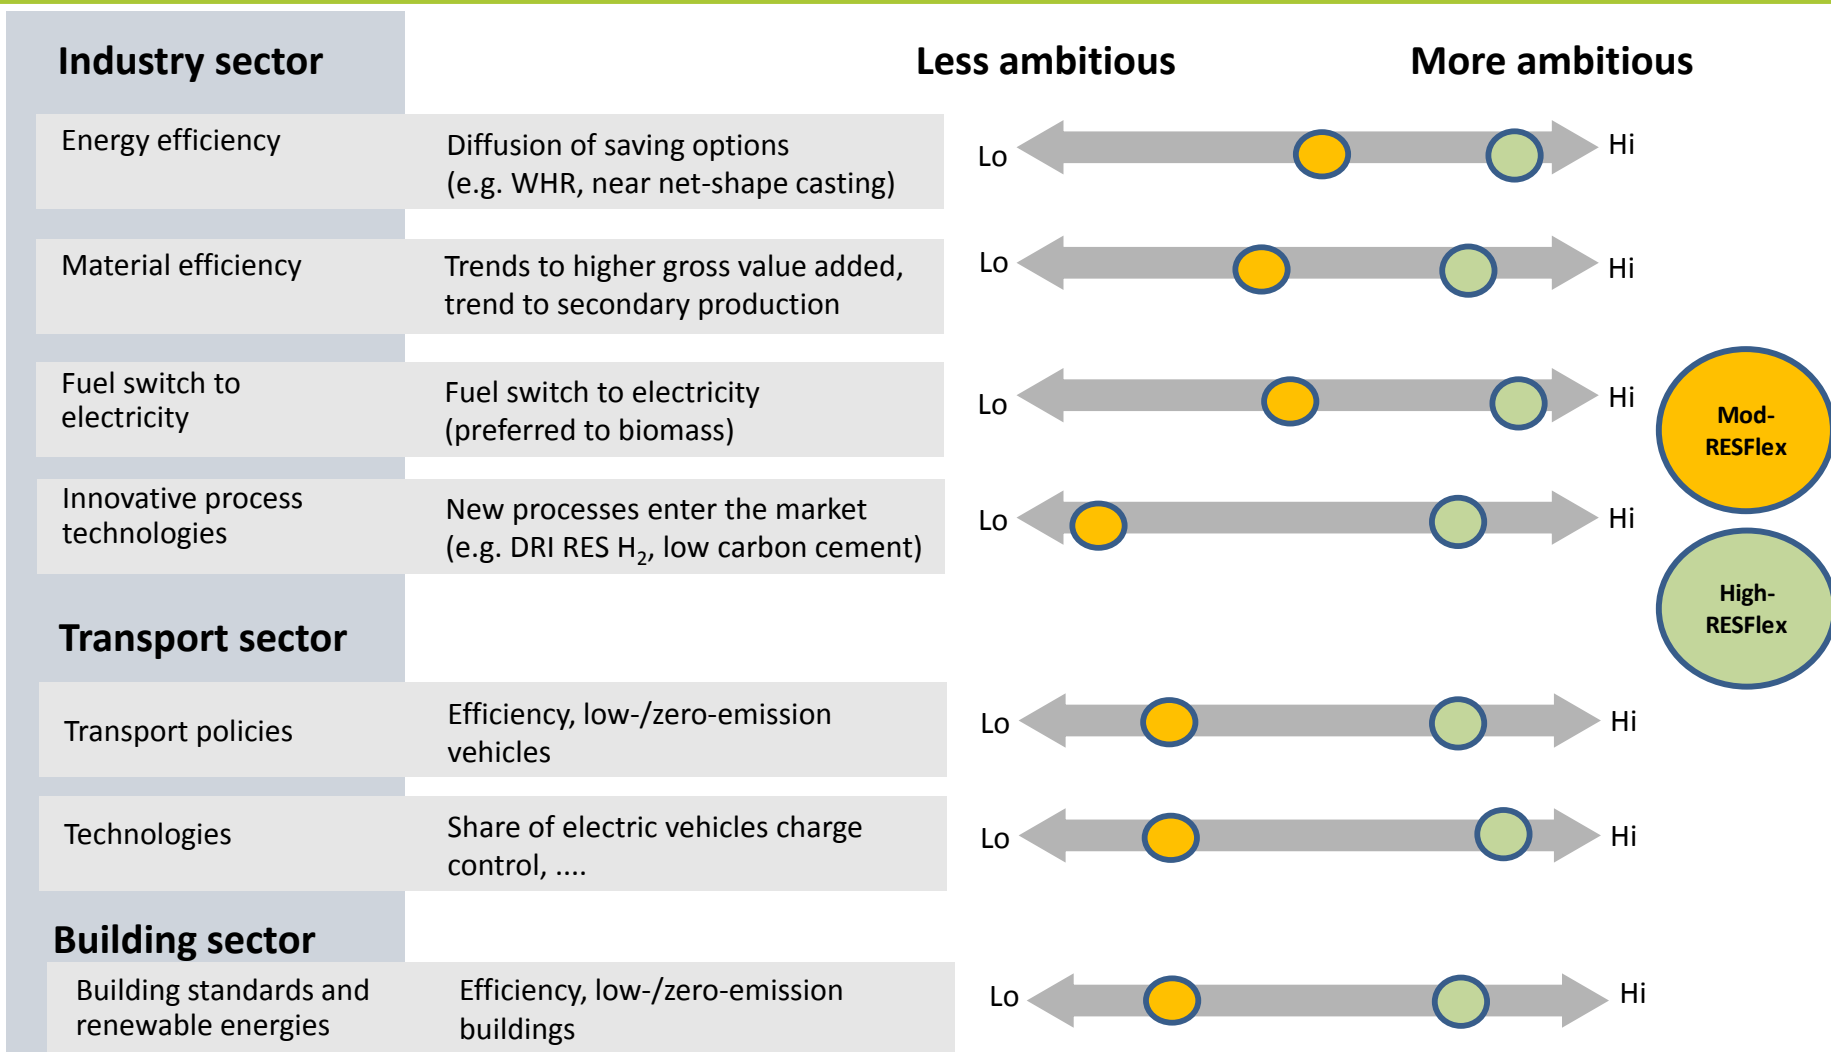 Industry sector
Less ambitious
More ambitious
Energy efficiency
Diffusion of saving options
(e.g. WHR, near net-shape casting)
Lo
Hi
Material efficiency
Trends to higher gross value added,
trend to secondary production
Lo
Hi
Fuel switch to
electricity
Fuel switch to electricity
(preferred to biomass)
Lo
Hi
Mod-
RESFlex
Innovative process
technologies
New processes enter the market
(e.g. DRI RES H₂, low carbon cement)
Lo
Hi
High-
RESFlex
Transport sector
Transport policies
Efficiency, low-/zero-emission
vehicles
Lo
Hi
Technologies
Share of electric vehicles charge
control, ....
Lo
Hi
Building sector
Building standards and
renewable energies
Efficiency, low-/zero-emission
buildings
Lo
Hi